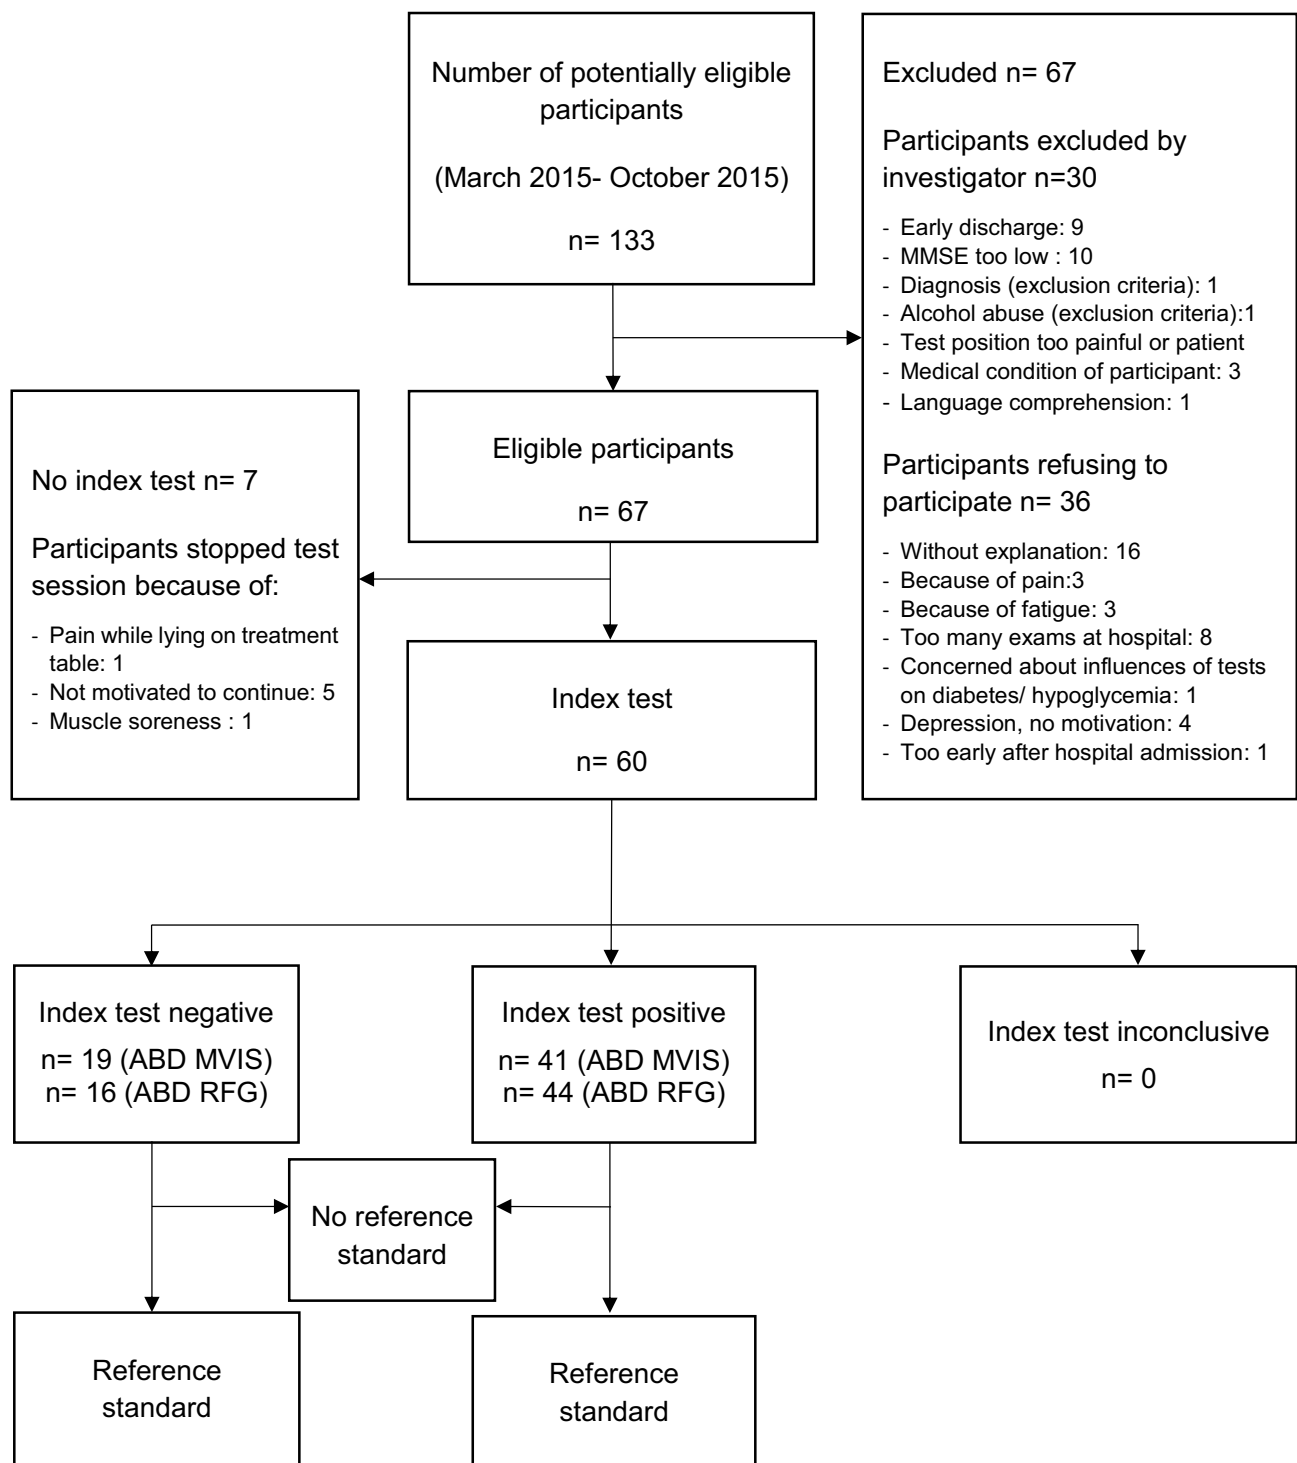 Number of potentially eligible
participants
(March 2015- October 2015)
n= 133
Excluded n= 67
Participants excluded by
investigator n=30
- Early discharge: 9
- MMSE too low : 10
- Diagnosis (exclusion criteria): 1
- Alcohol abuse (exclusion criteria):1
- Test position too painful or patient
- Medical condition of participant: 3
- Language comprehension: 1
Participants refusing to
participate n= 36
- Without explanation: 16
- Because of pain:3
- Because of fatigue: 3
- Too many exams at hospital: 8
- Concerned about influences of tests
on diabetes/ hypoglycemia: 1
- Depression, no motivation: 4
- Too early after hospital admission: 1
Eligible participants
n= 67
No index test n= 7
Participants stopped test
session because of:
- Pain while lying on treatment
table: 1
- Not motivated to continue: 5
- Muscle soreness : 1
Index test
n= 60
Index test negative
n= 19 (ABD MVIS)
n= 16 (ABD RFG)
Index test positive
n= 41 (ABD MVIS)
n= 44 (ABD RFG)
Index test inconclusive
n= 0
No reference
standard
Reference
standard
Reference
standard